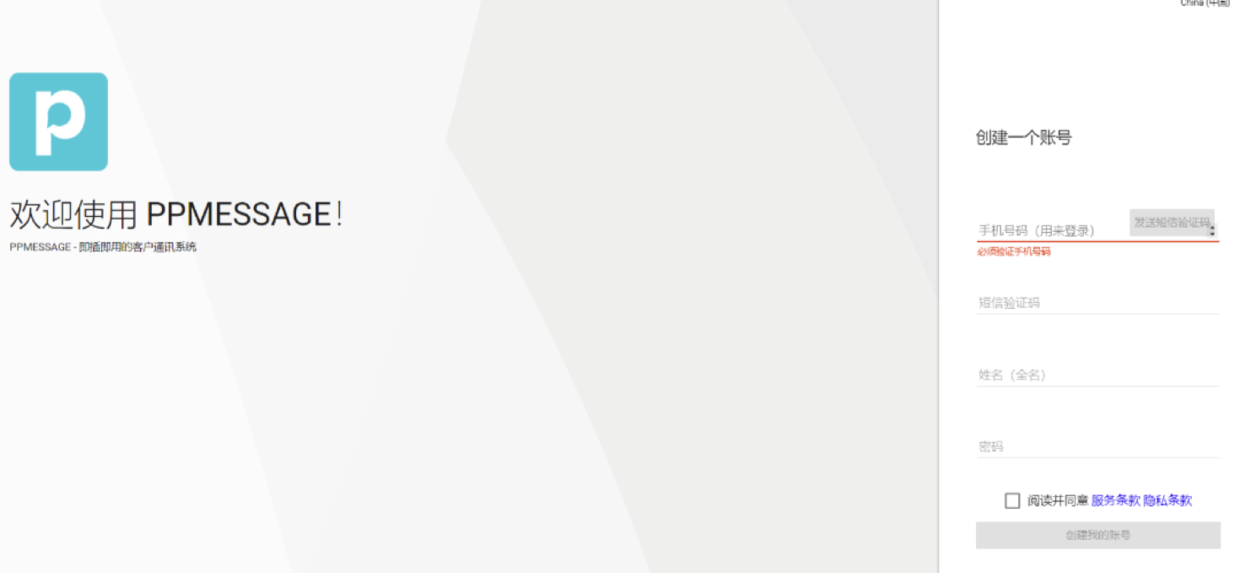 China (中国)
欢迎使用 PPMESSAGE!
PPMESSAGE - 即插即用的客户通讯系统
创建一个账号
手机号码（用来登录） 发送短信验证码
必须验证手机号码
短信验证码
姓名（全名）
密码
阅读并同意 服务条款 隐私条款
创建我的账号